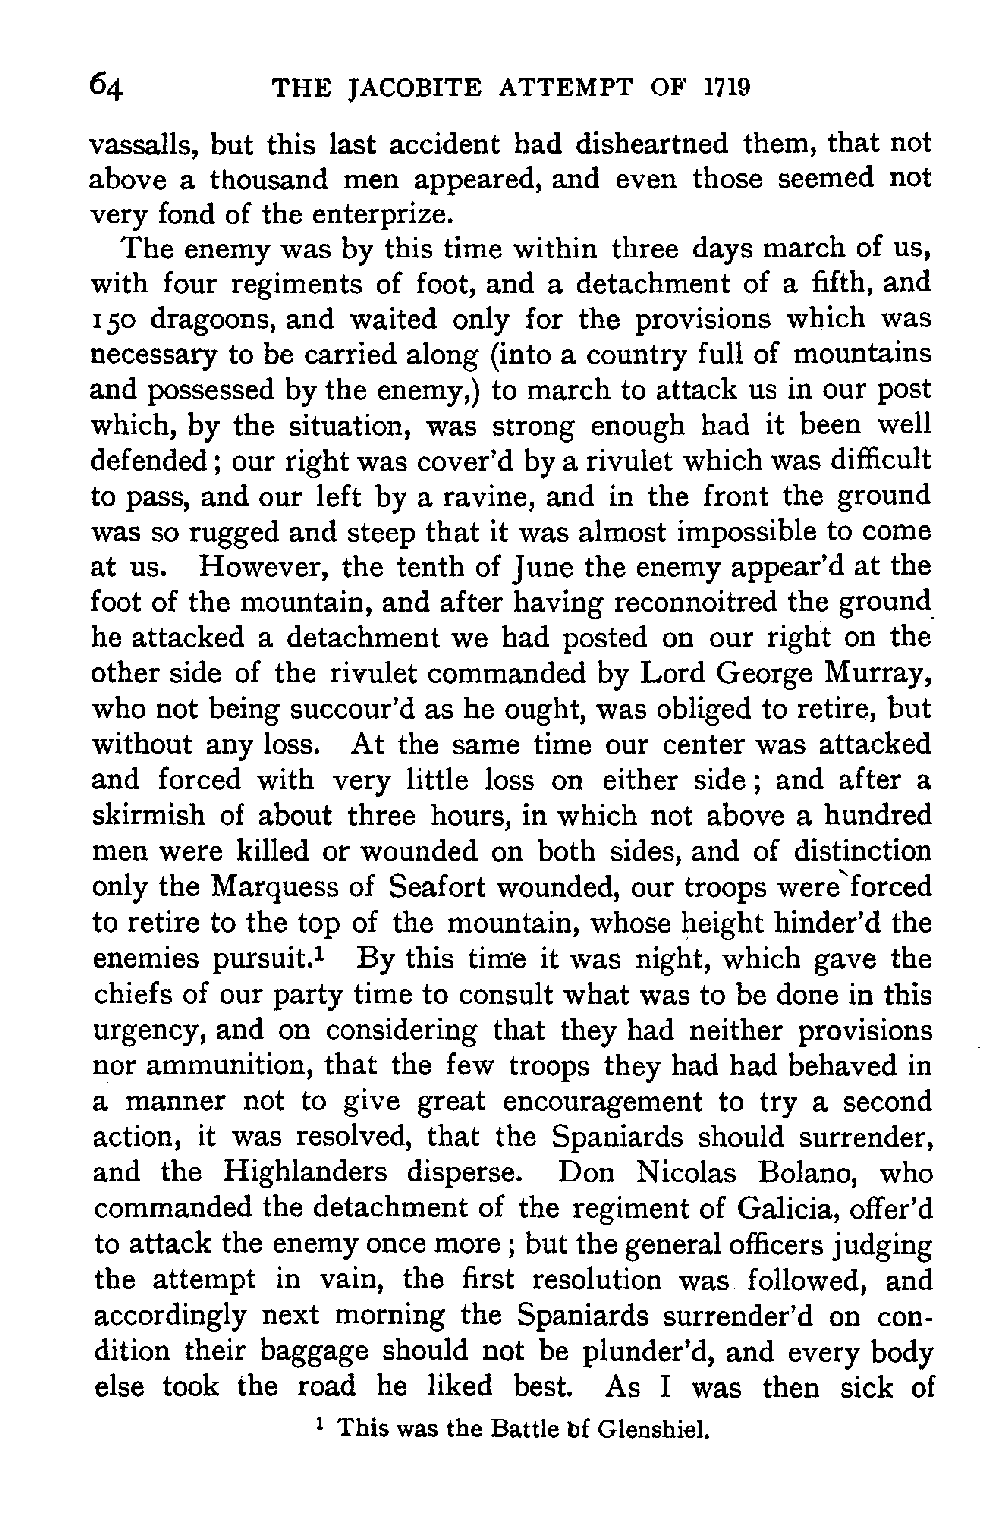 64 THE JACOBITE ATTEMPT OF 1719
vassalls, but this last accident had disheartned them, that not
above a thousand men appeared, and even those seemed not
very fond of the enterprize.
The enemy was by this time within three days march of us,
with four regiments of foot, and a detachment of a fifth, and
150 dragoons, and waited only for the provisions which was
necessary to be carried along (into a country full of mountains
and possessed by the enemy,) to march to attack us in our post
which, by the situation, was strong enough had it been well
defended ; our right was cover'd by a rivulet which was difficult
to pass, and our left by a ravine, and in the front the ground
was so rugged and steep that it was almost impossible to come
at us. However, the tenth of June the enemy appear'd at the
foot of the mountain, and after having reconnoitred the ground
he attacked a detachment we had posted on our right on the
other side of the rivulet commanded by Lord George Murray,
who not being succour'd as he ought, was obliged to retire, but
without any loss. At the same time our center was attacked
and forced with very little loss on either side ; and after a
skirmish of about three hours, in which not above a hundred
men were killed or wounded on both sides, and of distinction
only the Marquess of Seafort wounded, our troops were forced
to retire to the top of the mountain, whose height hinder'd the
enemies pursuit.¹ By this time it was night, which gave the
chiefs of our party time to consult what was to be done in this
urgency, and on considering that they had neither provisions
nor ammunition, that the few troops they had had behaved in
a manner not to give great encouragement to try a second
action, it was resolved, that the Spaniards should surrender,
and the Highlanders disperse. Don Nicolas Bolano, who
commanded the detachment of the regiment of Galicia, offer'd
to attack the enemy once more ; but the general officers judging
the attempt in vain, the first resolution was followed, and
accordingly next morning the Spaniards surrender'd on con-
dition their baggage should not be plunder'd, and every body
else took the road he liked best. As I was then sick of
¹ This was the Battle of Glenshiel.